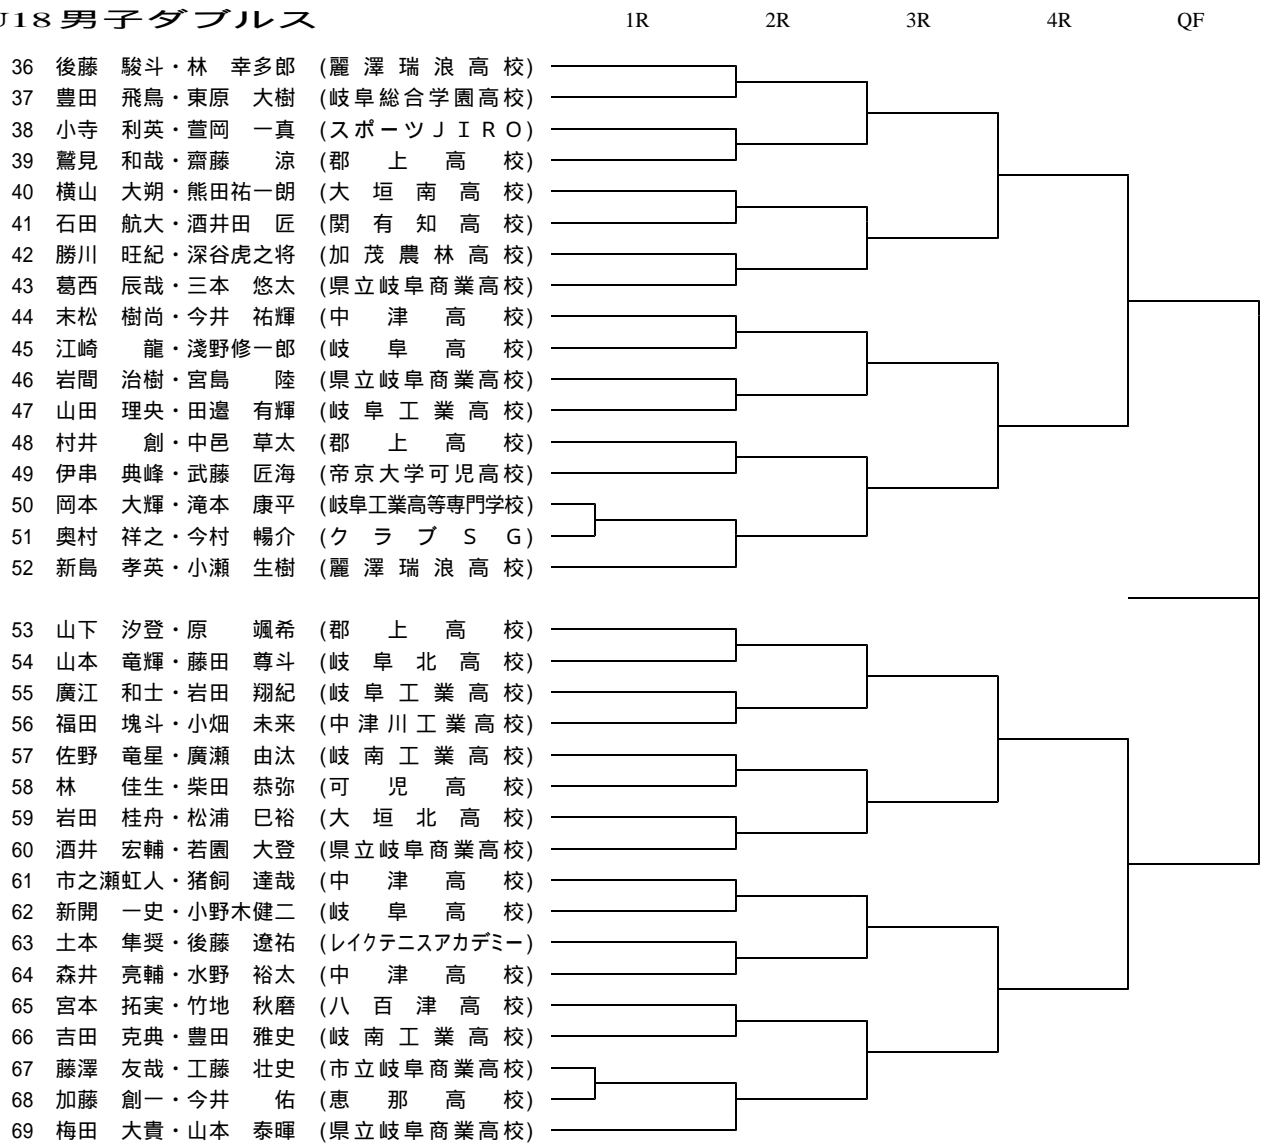 U18男子ダブルス 1R 2R 3R 4R QF
36 後藤 駿斗・林 幸多郎 (麗澤瑞浪高校)
37 豊田 飛鳥・東原 大樹 (岐阜総合学園高校)
38 小寺 利英・萱岡 一真 (スポーツJIRO)
39 鷲見 和哉・齋藤 涼 (郡上高校)
40 横山 大朔・熊田祐一朗 (大垣南高校)
41 石田 航大・酒井田 匠 (関有知高校)
42 勝川 旺紀・深谷虎之将 (加茂農林高校)
43 葛西 辰哉・三本 悠太 (県立岐阜商業高校)
44 末松 樹尚・今井 祐輝 (中津高校)
45 江崎 龍・淺野修一郎 (岐阜高校)
46 岩間 治樹・宮島 陸 (県立岐阜商業高校)
47 山田 理央・田邉 有輝 (岐阜工業高校)
48 村井 創・中邑 草太 (郡上高校)
49 伊串 典峰・武藤 匠海 (帝京大学可児高校)
50 岡本 大輝・滝本 康平 (岐阜工業高等専門学校)
51 奥村 祥之・今村 暢介 (クラブSG)
52 新島 孝英・小瀬 生樹 (麗澤瑞浪高校)
53 山下 汐登・原 颯希 (郡上高校)
54 山本 竜輝・藤田 尊斗 (岐阜北高校)
55 廣江 和士・岩田 翔紀 (岐阜工業高校)
56 福田 塊斗・小畑 未来 (中津川工業高校)
57 佐野 竜星・廣瀬 由汰 (岐南工業高校)
58 林 佳生・柴田 恭弥 (可児高校)
59 岩田 桂舟・松浦 巳裕 (大垣北高校)
60 酒井 宏輔・若園 大登 (県立岐阜商業高校)
61 市之瀬虹人・猪飼 達哉 (中津高校)
62 新開 一史・小野木健二 (岐阜高校)
63 土本 隼奨・後藤 遼祐 (レイクテニスアカデミー)
64 森井 亮輔・水野 裕太 (中津高校)
65 宮本 拓実・竹地 秋磨 (八百津高校)
66 吉田 克典・豊田 雅史 (岐南工業高校)
67 藤澤 友哉・工藤 壮史 (市立岐阜商業高校)
68 加藤 創一・今井 佑 (恵那高校)
69 梅田 大貴・山本 泰暉 (県立岐阜商業高校)